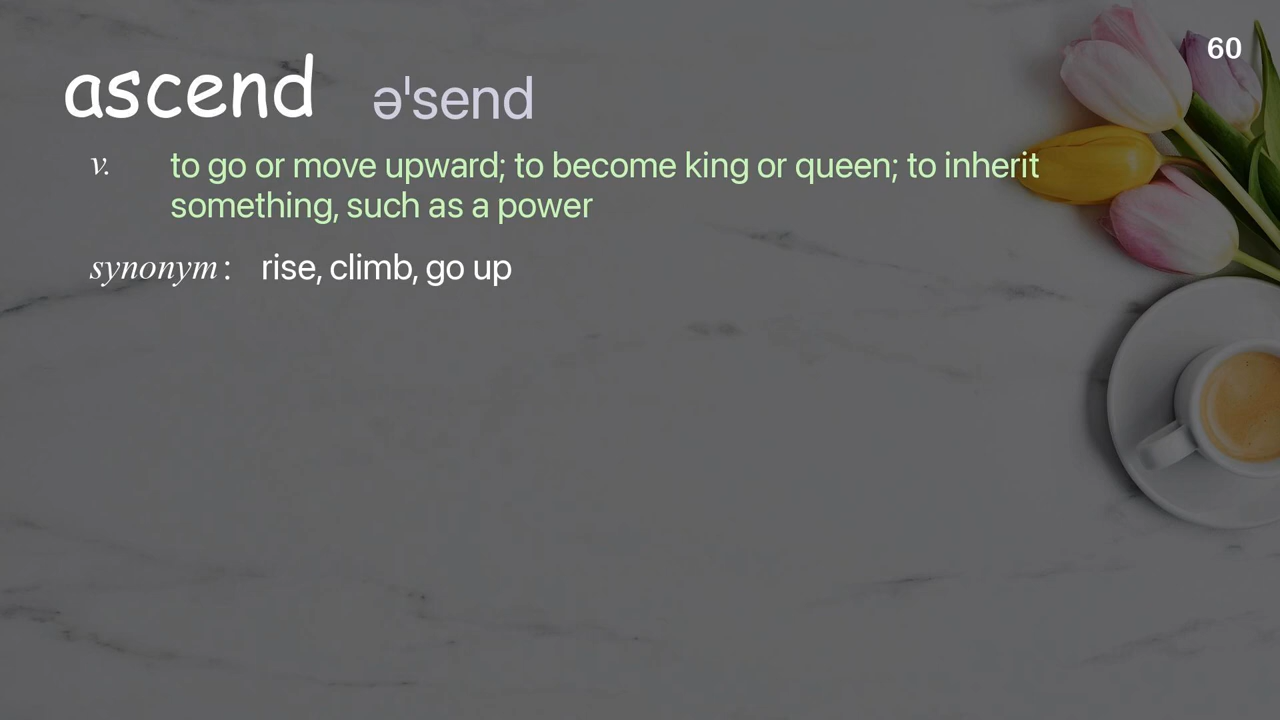 60
ascend əˈsend
v. to go or move upward; to become king or queen; to inherit
something, such as a power
synonym : rise, climb, go up